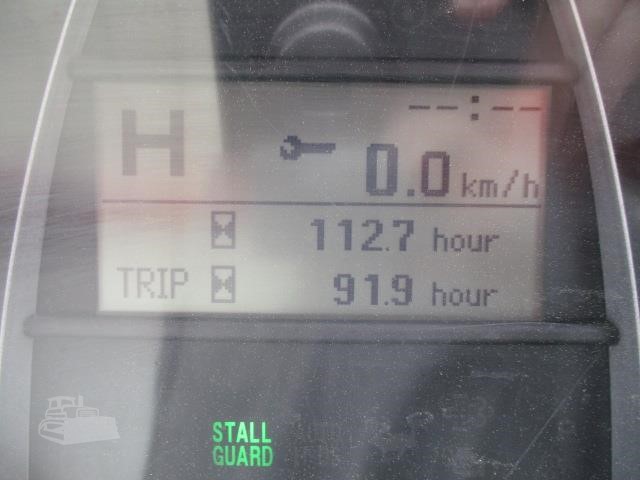 --:--
H
0.0 km/h
112.7 hour
TRIP 91.9 hour
STALL
GUARD